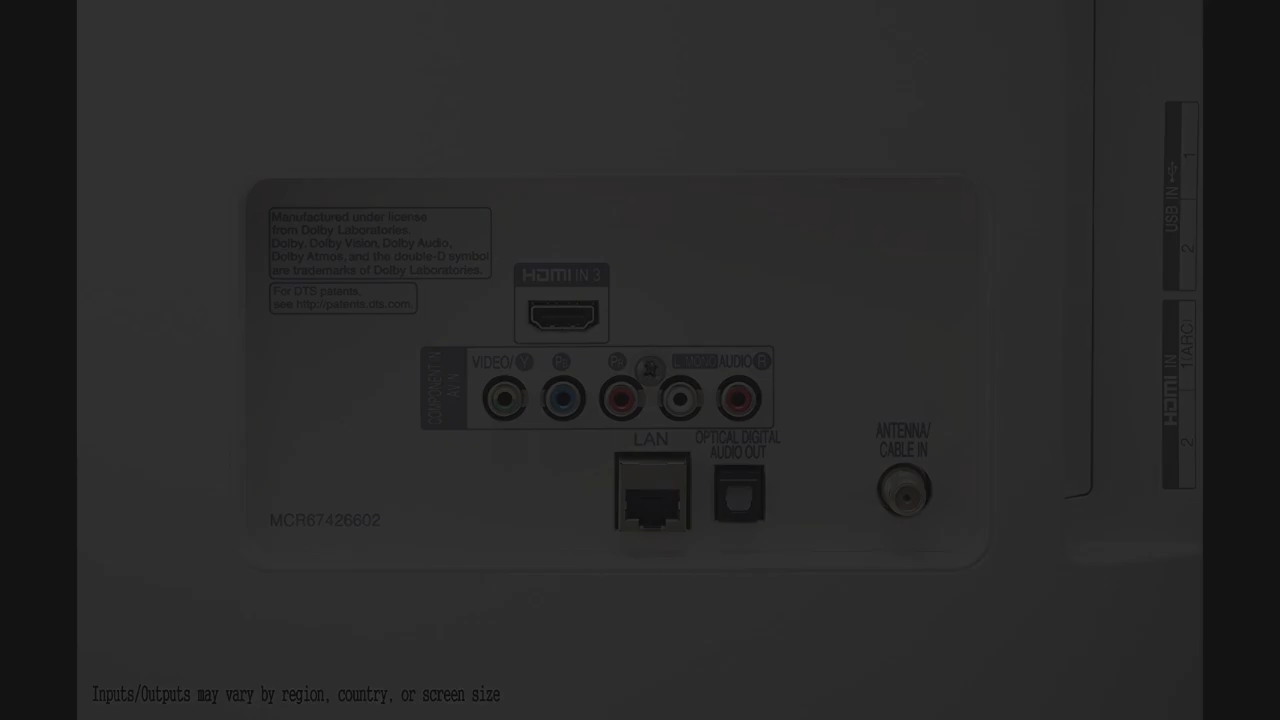 Manufactured under license
from Dolby Laboratories.
Dolby, Dolby Vision, Dolby Audio,
Dolby Atmos, and the double-D symbol
are trademarks of Dolby Laboratories.
For DTS patents,
see http://patents.dts.com.
HDMI IN 3
COMPONENT IN
AV IN
VIDEO/ Y PB PR L/MONO AUDIO R
LAN
OPTICAL DIGITAL
AUDIO OUT
ANTENNA/
CABLE IN
MCR67426602
USB IN
1
2
HDMI IN
1(ARC)
2
Inputs/Outputs may vary by region, country, or screen size